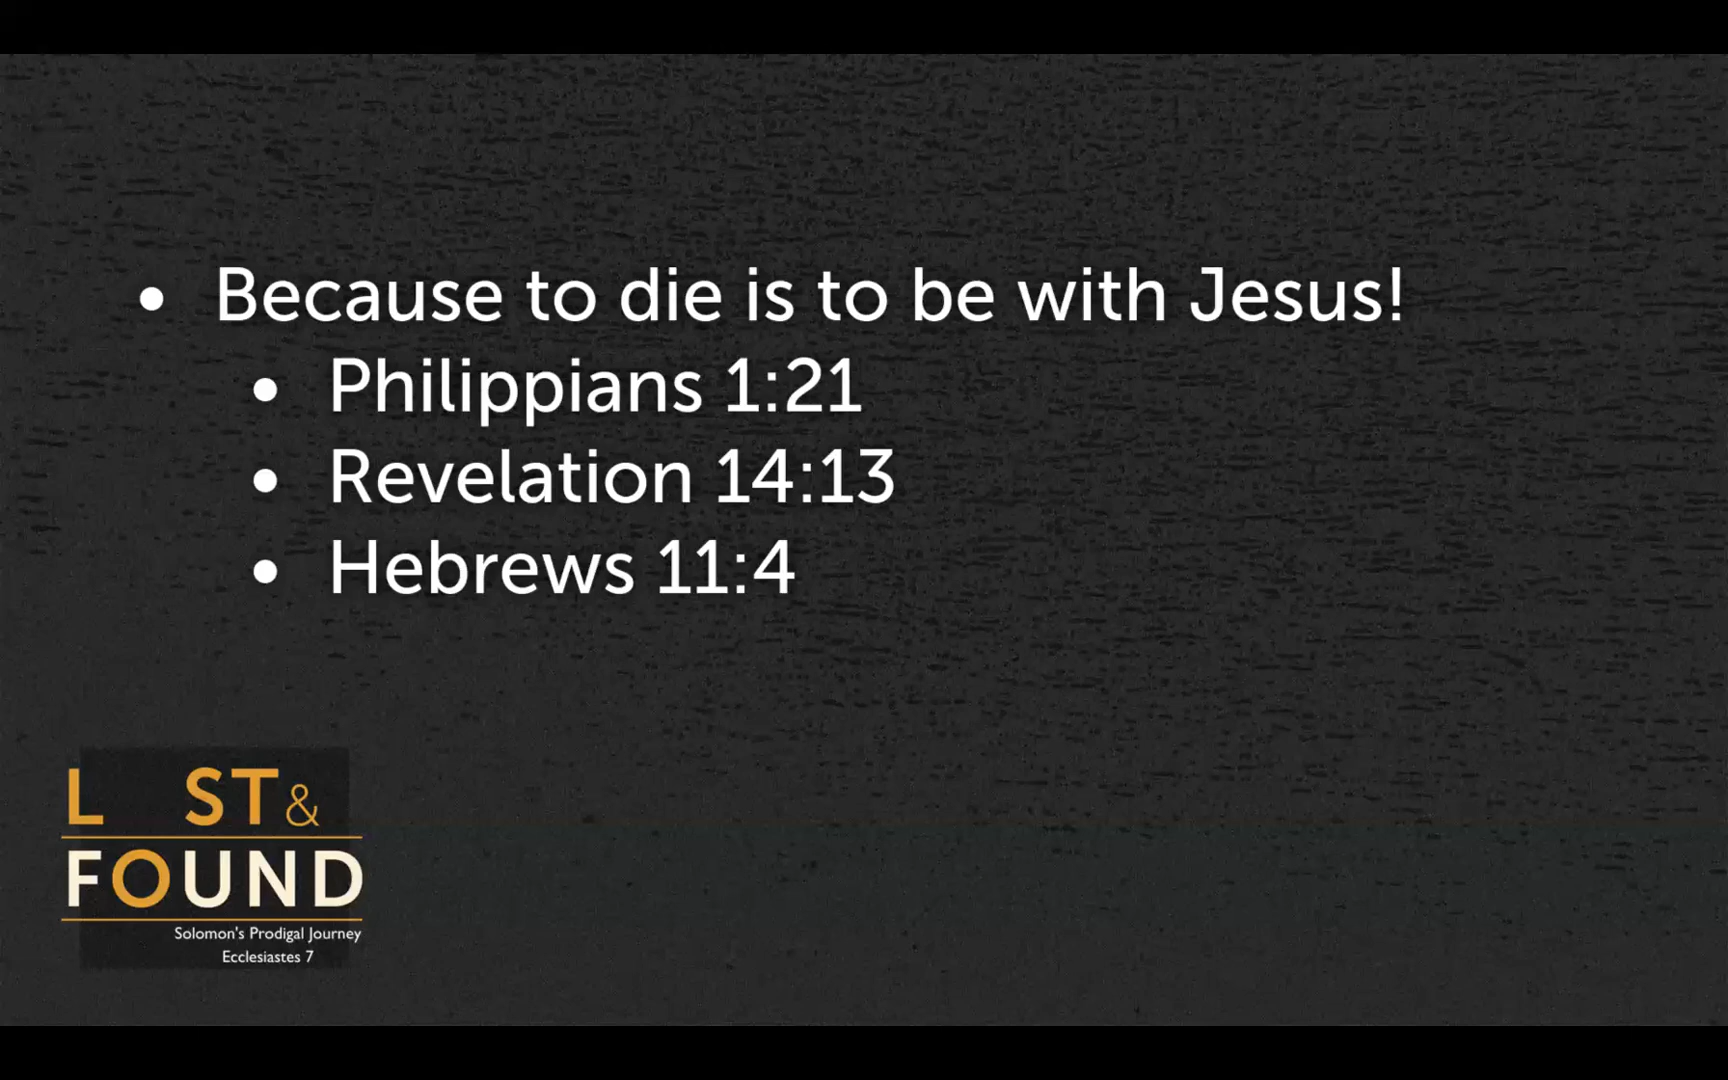 • Because to die is to be with Jesus!
• Philippians 1:21
• Revelation 14:13
• Hebrews 11:4
L ST&
FOUND
Solomon's Prodigal Journey
Ecclesiastes 7